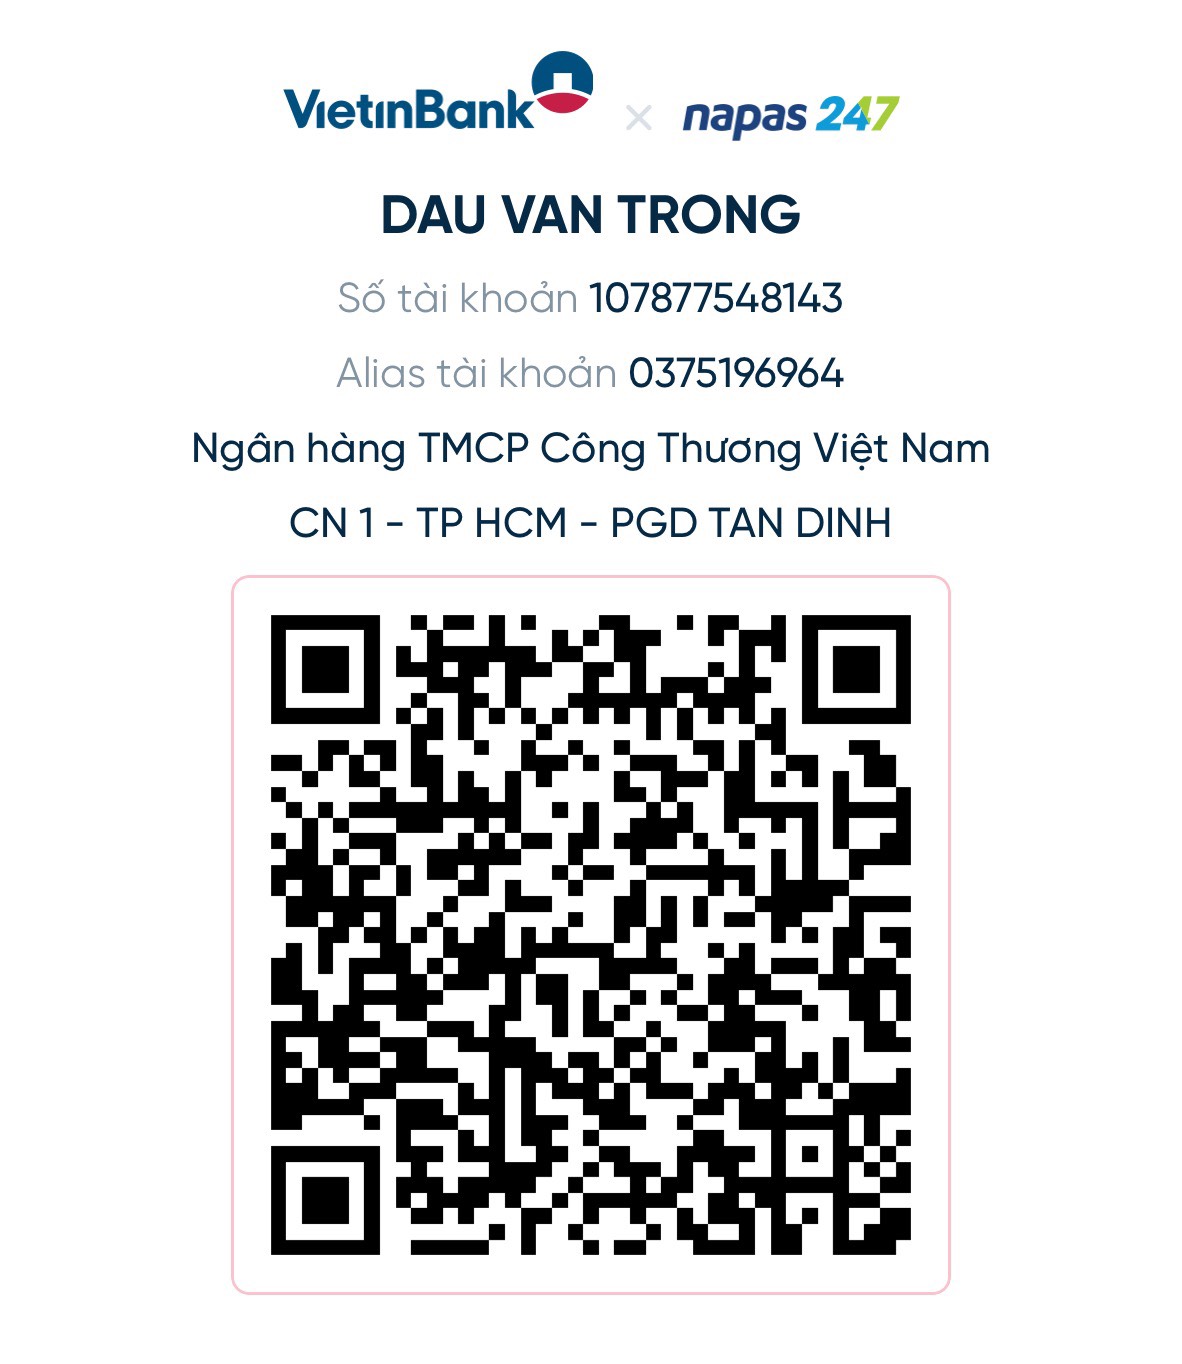 VietinBank × napas 247
DAU VAN TRONG
Số tài khoản 107877548143
Alias tài khoản 0375196964
Ngân hàng TMCP Công Thương Việt Nam
CN 1 - TP HCM - PGD TAN DINH